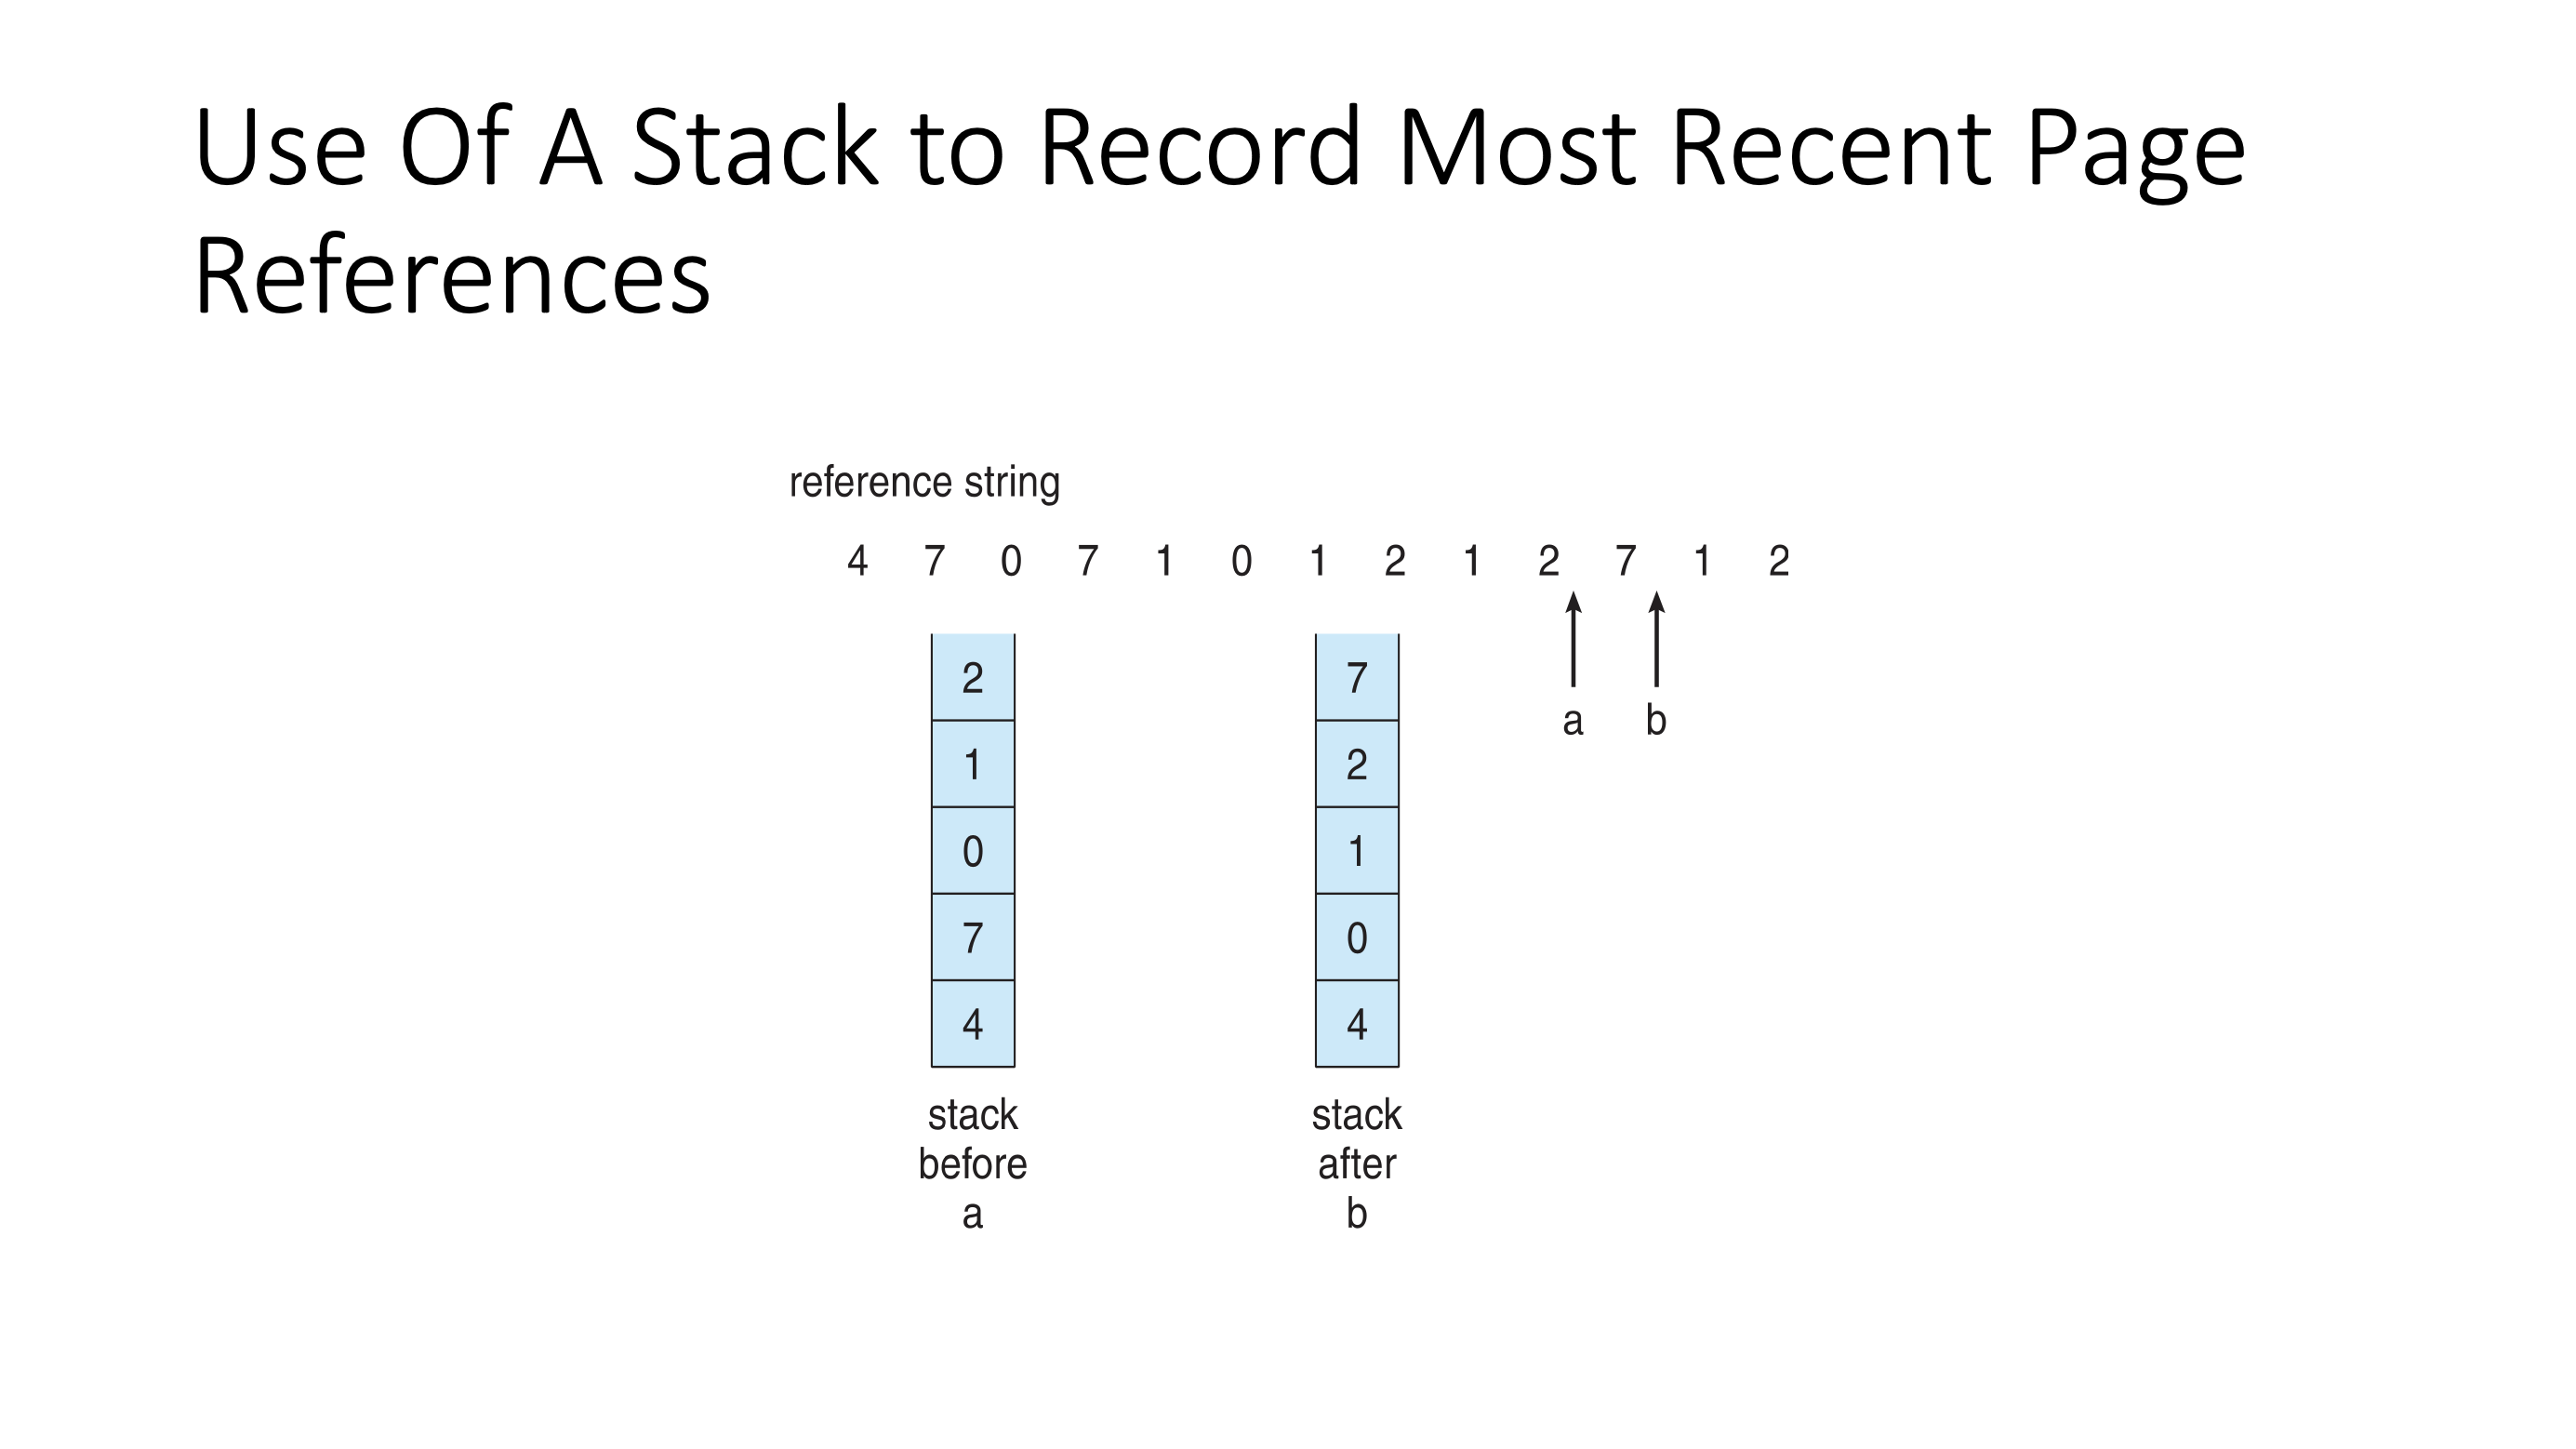 Use Of A Stack to Record Most Recent Page
References
reference string
4 7 0 7 1 0 1 2 1 2 7 1 2
a b
2
1
0
7
4
stack
before
a
7
2
1
0
4
stack
after
b